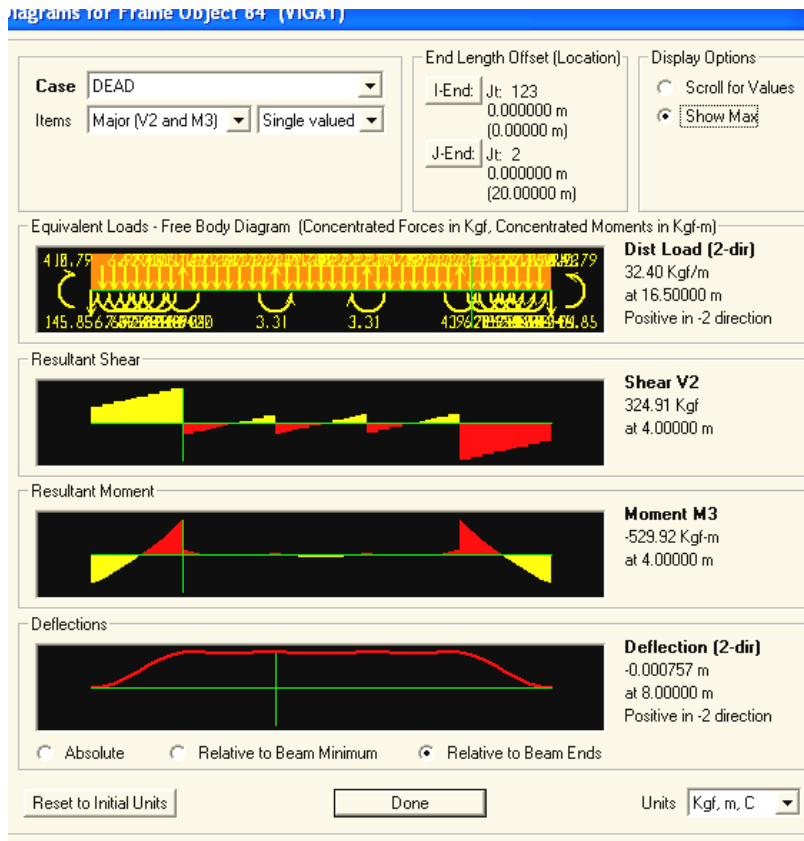 Diagrams for Frame Object 84 (VIGA1)
End Length Offset (Location)
Display Options
Case DEAD
Items Major (V2 and M3) Single valued
I-End: Jt: 123
0.000000 m
(0.00000 m)
J-End: Jt: 2
0.000000 m
(20.00000 m)
Scroll for Values
Show Max
Equivalent Loads - Free Body Diagram (Concentrated Forces in Kgf, Concentrated Moments in Kgf-m)
410.79
145.85
3.31
3.31
Dist Load (2-dir)
32.40 Kgf/m
at 16.50000 m
Positive in -2 direction
Resultant Shear
Shear V2
324.91 Kgf
at 4.00000 m
Resultant Moment
Moment M3
-529.92 Kgf-m
at 4.00000 m
Deflections
Deflection (2-dir)
-0.000757 m
at 8.00000 m
Positive in -2 direction
Absolute
Relative to Beam Minimum
Relative to Beam Ends
Reset to Initial Units
Done
Units Kgf, m, C